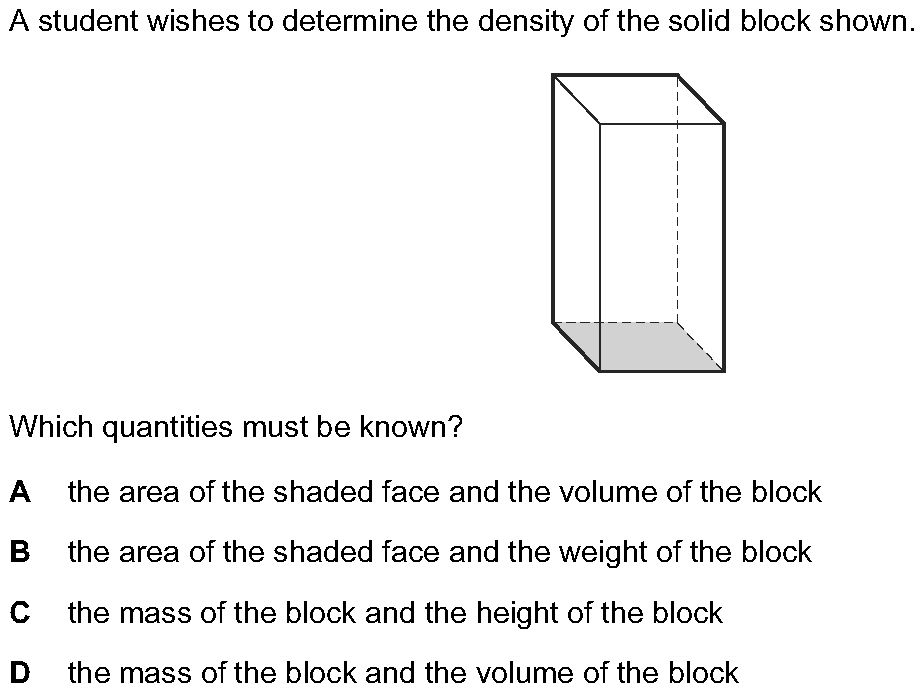 A student wishes to determine the density of the solid block shown.
Which quantities must be known?
A the area of the shaded face and the volume of the block
B the area of the shaded face and the weight of the block
C the mass of the block and the height of the block
D the mass of the block and the volume of the block